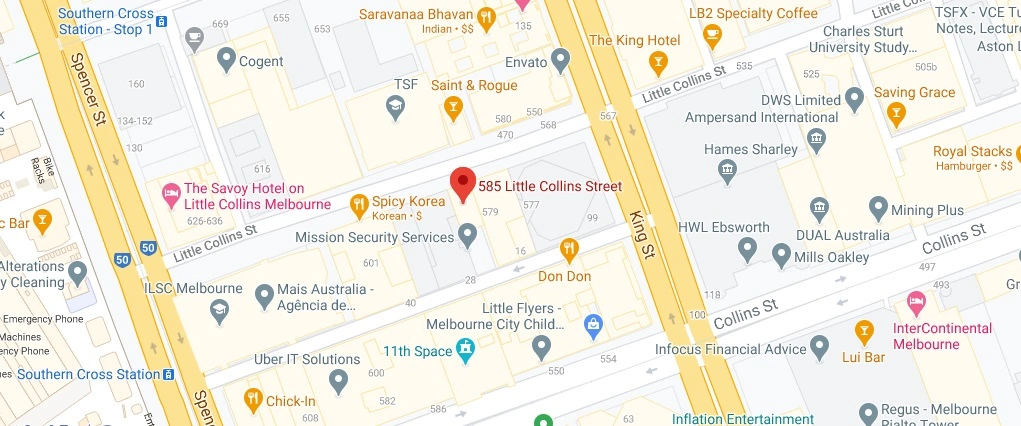 Southern Cross
Station - Stop 1
669
Saravanaa Bhavan
Indian • $$
135
LB2 Specialty Coffee
Little Collins St
TSFX - VCE Tu
Notes, Lecture
Aston L
Charles Sturt
University Study...
The King Hotel
Cogent
Envato
535
525
505b
Spencer St
160
TSF
Saint & Rogue
Little Collins St
DWS Limited
Ampersand International
Saving Grace
134-152
130
580
550
568
470
567
Hames Sharley
Royal Stacks
Hamburger • $$
Bike
Racks
616
The Savoy Hotel on
Little Collins Melbourne
626-636
Spicy Korea
Korean • $
585 Little Collins Street
579
577
99
King St
Mining Plus
c Bar
Little Collins St
Mission Security Services
HWL Ebsworth
DUAL Australia
Collins St
50
50
601
16
Mills Oakley
Alterations
y Cleaning
Don Don
493
ILSC Melbourne
Mais Australia -
Agência de...
28
40
118
Gr
Emergency Phone
Machines
ency Phone
Little Flyers -
Melbourne City Child...
100
Collins St
InterContinental
Melbourne
11th Space
Uber IT Solutions
554
Infocus Financial Advice
Lui Bar
Southern Cross Station
600
550
Chick-In
582
586
608
63
Spenc
Inflation Entertainment
Regus - Melbourne
Rialto Tower